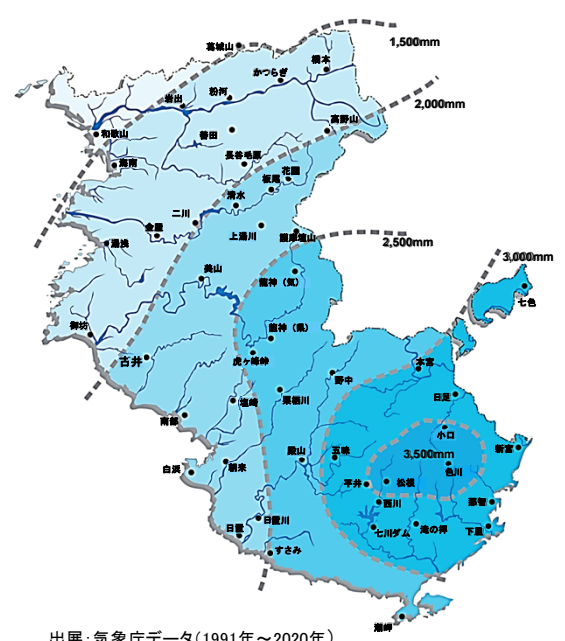 1,500mm
葛城山
橋本
かつらぎ
粉河
岩出
2,000mm
高野山
和歌山
善田
長谷毛原
海南
花園
板尾
清水
二川
金屋
上湯川
護摩壇山
2,500mm
湯浅
3,000mm
美山
龍神（気）
七色
御坊
龍神（県）
古井
虎ヶ峰峠
本宮
野中
栗栖川
日足
塩崎
南部
小口
3,500mm
新宮
殿山
五味
色川
朝来
白浜
平井
松根
西川
那智
日置川
日置
七川ダム
滝の拝
下里
すさみ
潮岬
出展：気象庁データ(1991年～2020年)